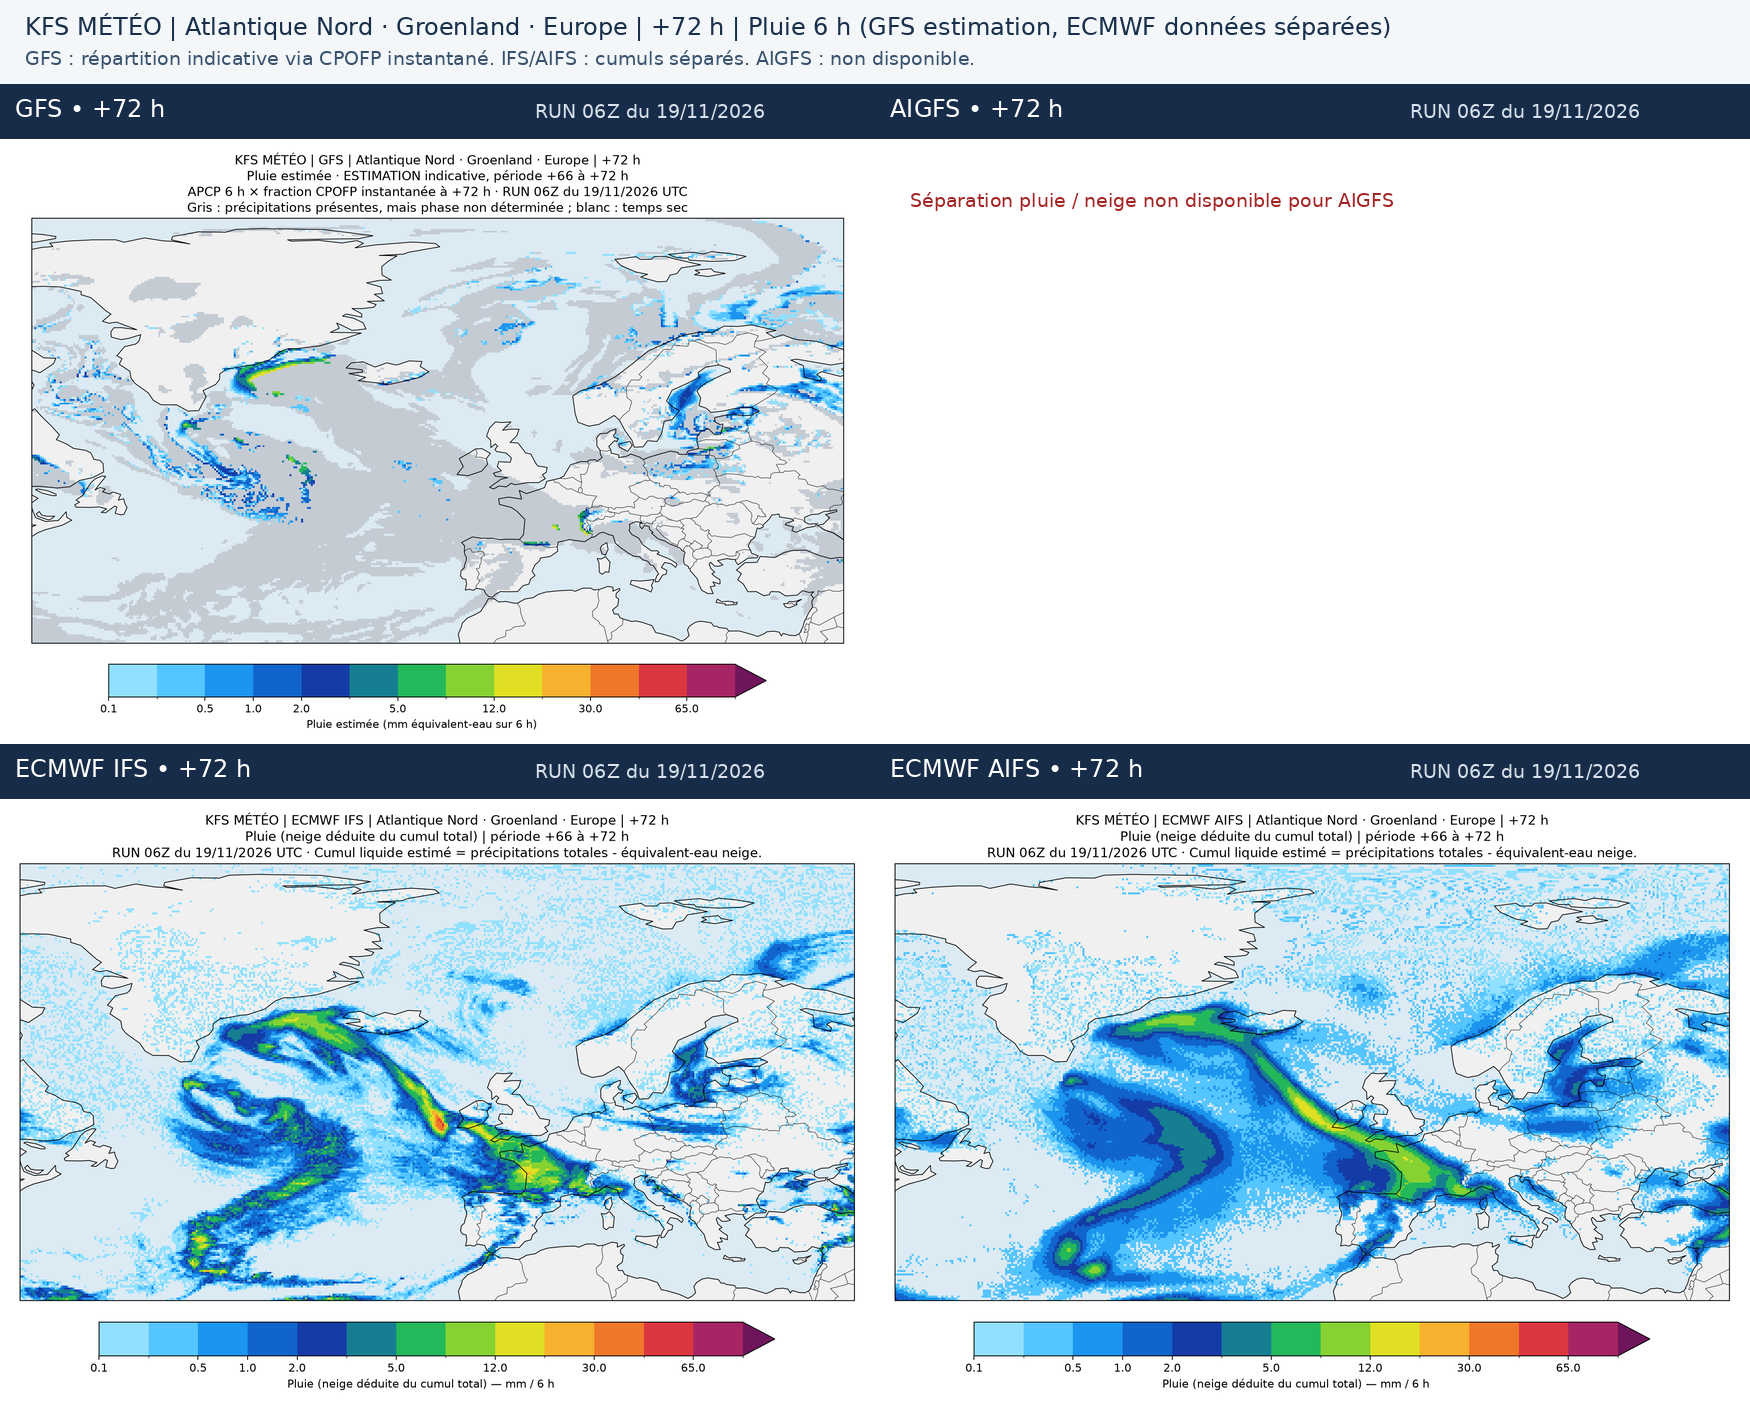 KFS MÉTÉO | Atlantique Nord · Groenland · Europe | +72 h | Pluie 6 h (GFS estimation, ECMWF données séparées)
GFS : répartition indicative via CPOFP instantané. IFS/AIFS : cumuls séparés. AIGFS : non disponible.
GFS • +72 h
RUN 06Z du 19/11/2026
AIGFS • +72 h
RUN 06Z du 19/11/2026
KFS MÉTÉO | GFS | Atlantique Nord · Groenland · Europe | +72 h
Pluie estimée · ESTIMATION indicative, période +66 à +72 h
APCP 6 h × fraction CPOFP instantanée à +72 h · RUN 06Z du 19/11/2026 UTC
Gris : précipitations présentes, mais phase non déterminée ; blanc : temps sec
Séparation pluie / neige non disponible pour AIGFS
0.1 0.5 1.0 2.0 5.0 12.0 30.0 65.0
Pluie estimée (mm équivalent-eau sur 6 h)
ECMWF IFS • +72 h
RUN 06Z du 19/11/2026
ECMWF AIFS • +72 h
RUN 06Z du 19/11/2026
KFS MÉTÉO | ECMWF IFS | Atlantique Nord · Groenland · Europe | +72 h
Pluie (neige déduite du cumul total) | période +66 à +72 h
RUN 06Z du 19/11/2026 UTC · Cumul liquide estimé = précipitations totales - équivalent-eau neige.
0.1 0.5 1.0 2.0 5.0 12.0 30.0 65.0
Pluie (neige déduite du cumul total) — mm / 6 h
KFS MÉTÉO | ECMWF AIFS | Atlantique Nord · Groenland · Europe | +72 h
Pluie (neige déduite du cumul total) | période +66 à +72 h
RUN 06Z du 19/11/2026 UTC · Cumul liquide estimé = précipitations totales - équivalent-eau neige.
0.1 0.5 1.0 2.0 5.0 12.0 30.0 65.0
Pluie (neige déduite du cumul total) — mm / 6 h